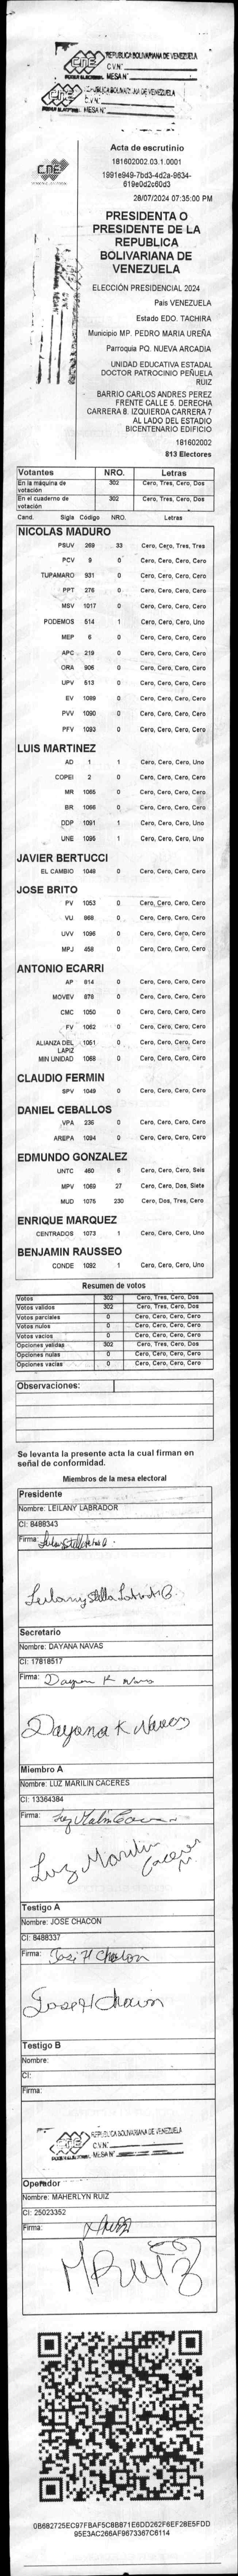 REPUBLICA BOLIVARIANA DE VENEZUELA
C.V.N°.
MESA N°.
CNE
REPUBLICA BOLIVARIANA DE VENEZUELA
C.V.N°.
MESA N°.
CNE
Acta de escrutinio
181602002.03.1.0001
1991e949-7bd3-4d2a-9634-
619e0d2c60d3
28/07/2024 07:35:00 PM
PRESIDENTA O
PRESIDENTE DE LA
REPUBLICA
BOLIVARIANA DE
VENEZUELA
ELECCIÓN PRESIDENCIAL 2024
Pais VENEZUELA
Estado EDO. TACHIRA
Municipio MP. PEDRO MARIA UREÑA
Parroquia PQ. NUEVA ARCADIA
UNIDAD EDUCATIVA ESTADAL
DOCTOR PATROCINIO PEÑUELA
RUIZ
BARRIO CARLOS ANDRES PEREZ
FRENTE CALLE 5. DERECHA
CARRERA 8. IZQUIERDA CARRERA 7
AL LADO DEL ESTADIO
BICENTENARIO EDIFICIO
181602002
813 Electores
Votantes NRO. Letras
En la máquina de votación 302 Cero, Tres, Cero, Dos
En el cuaderno de votación 302 Cero, Tres, Cero, Dos
Cand. Sigla Código NRO. Letras
NICOLAS MADURO
PSUV 269 33 Cero, Cero, Tres, Tres
PCV 9 0 Cero, Cero, Cero, Cero
TUPAMARO 931 0 Cero, Cero, Cero, Cero
PPT 276 0 Cero, Cero, Cero, Cero
MSV 1017 0 Cero, Cero, Cero, Cero
PODEMOS 514 1 Cero, Cero, Cero, Uno
MEP 6 0 Cero, Cero, Cero, Cero
APC 219 0 Cero, Cero, Cero, Cero
ORA 906 0 Cero, Cero, Cero, Cero
UPV 513 0 Cero, Cero, Cero, Cero
EV 1089 0 Cero, Cero, Cero, Cero
PVV 1090 0 Cero, Cero, Cero, Cero
PFV 1093 0 Cero, Cero, Cero, Cero
LUIS MARTINEZ
AD 1 1 Cero, Cero, Cero, Uno
COPEI 2 0 Cero, Cero, Cero, Cero
MR 1065 0 Cero, Cero, Cero, Cero
BR 1066 0 Cero, Cero, Cero, Cero
DDP 1091 1 Cero, Cero, Cero, Uno
UNE 1095 1 Cero, Cero, Cero, Uno
JAVIER BERTUCCI
EL CAMBIO 1048 0 Cero, Cero, Cero, Cero
JOSE BRITO
PV 1053 0 Cero, Cero, Cero, Cero
VU 868 0 Cero, Cero, Cero, Cero
UVV 1096 0 Cero, Cero, Cero, Cero
MPJ 458 0 Cero, Cero, Cero, Cero
ANTONIO ECARRI
AP 814 0 Cero, Cero, Cero, Cero
MOVEV 878 0 Cero, Cero, Cero, Cero
CMC 1050 0 Cero, Cero, Cero, Cero
FV 1062 0 Cero, Cero, Cero, Cero
ALIANZA DEL LAPIZ 1051 0 Cero, Cero, Cero, Cero
MIN UNIDAD 1068 0 Cero, Cero, Cero, Cero
CLAUDIO FERMIN
SPV 1049 0 Cero, Cero, Cero, Cero
DANIEL CEBALLOS
VPA 236 0 Cero, Cero, Cero, Cero
AREPA 1094 0 Cero, Cero, Cero, Cero
EDMUNDO GONZALEZ
UNTC 460 6 Cero, Cero, Cero, Seis
MPV 1069 27 Cero, Cero, Dos, Siete
MUD 1076 230 Cero, Dos, Tres, Cero
ENRIQUE MARQUEZ
CENTRADOS 1073 1 Cero, Cero, Cero, Uno
BENJAMIN RAUSSEO
CONDE 1092 1 Cero, Cero, Cero, Uno
Resumen de votos
Votos 302 Cero, Tres, Cero, Dos
Votos validos 302 Cero, Tres, Cero, Dos
Votos parciales 0 Cero, Cero, Cero, Cero
Votos nulos 0 Cero, Cero, Cero, Cero
Votos vacios 0 Cero, Cero, Cero, Cero
Opciones validas 302 Cero, Tres, Cero, Dos
Opciones nulas 0 Cero, Cero, Cero, Cero
Opciones vacias 0 Cero, Cero, Cero, Cero
Observaciones:
Se levanta la presente acta la cual firman en
señal de conformidad.
Miembros de la mesa electoral
Presidente
Nombre: LEILANY LABRADOR
CI: 8488343
Firma:
Leilany Stella Labrador
Secretario
Nombre: DAYANA NAVAS
CI: 17818517
Firma: Dayana K Navas
Dayana K Navas
Miembro A
Nombre: LUZ MARILIN CACERES
CI: 13364384
Firma:
Luz Marilin Caceres
Testigo A
Nombre: JOSE CHACON
CI: 8488337
Firma: Jose H Chacon
Jose H Chacon
Testigo B
Nombre:
CI:
Firma:
REPUBLICA BOLIVARIANA DE VENEZUELA
C.V.N°.
MESA N°.
CNE
Operador
Nombre: MAHERLYN RUIZ
CI: 25023352
Firma:
MRUIZ
0B682725EC97FBAF5C8B871E6DD262F6EF28E5FDD
95E3AC266AF9673367C6114